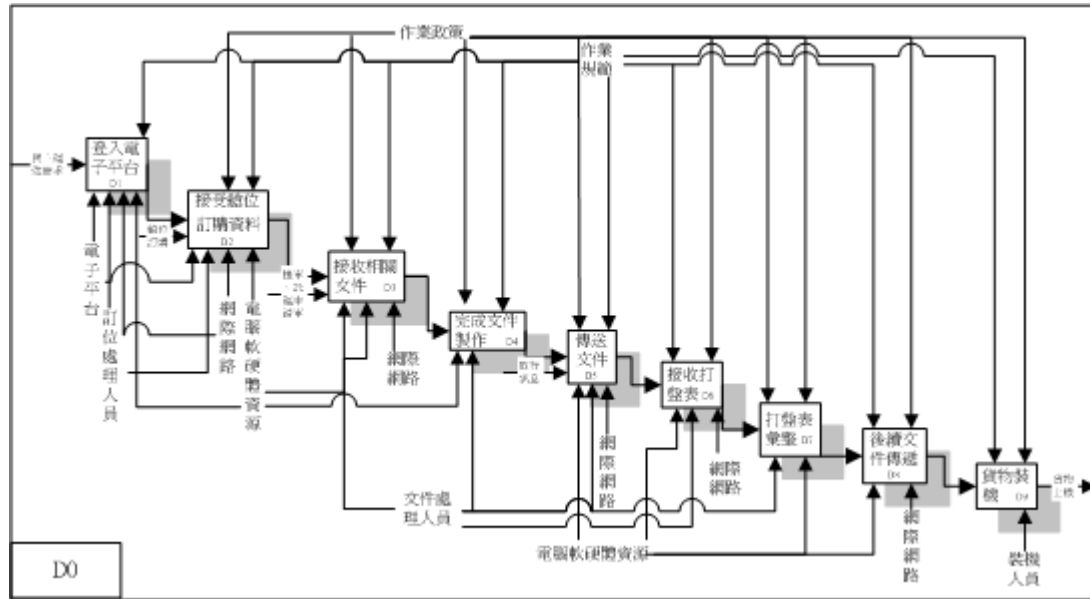 作業政策
作業
規範
登入電
子平台
D1
接受艙位
訂購資料
D2
接收相關
文件 D3
完成文件
製作 D4
傳送
文件
D5
接收打
盤表 D6
打盤表
彙整 D7
後續文
件傳遞
D8
貨物裝
機 D9
貨物
上機
電子平台
訂位處理人員
網際網路
電腦軟硬體資源
網際
網路
網際網路
網際
網路
文件處
理人員
電腦軟硬體資源
網際網路
裝機
人員
D0